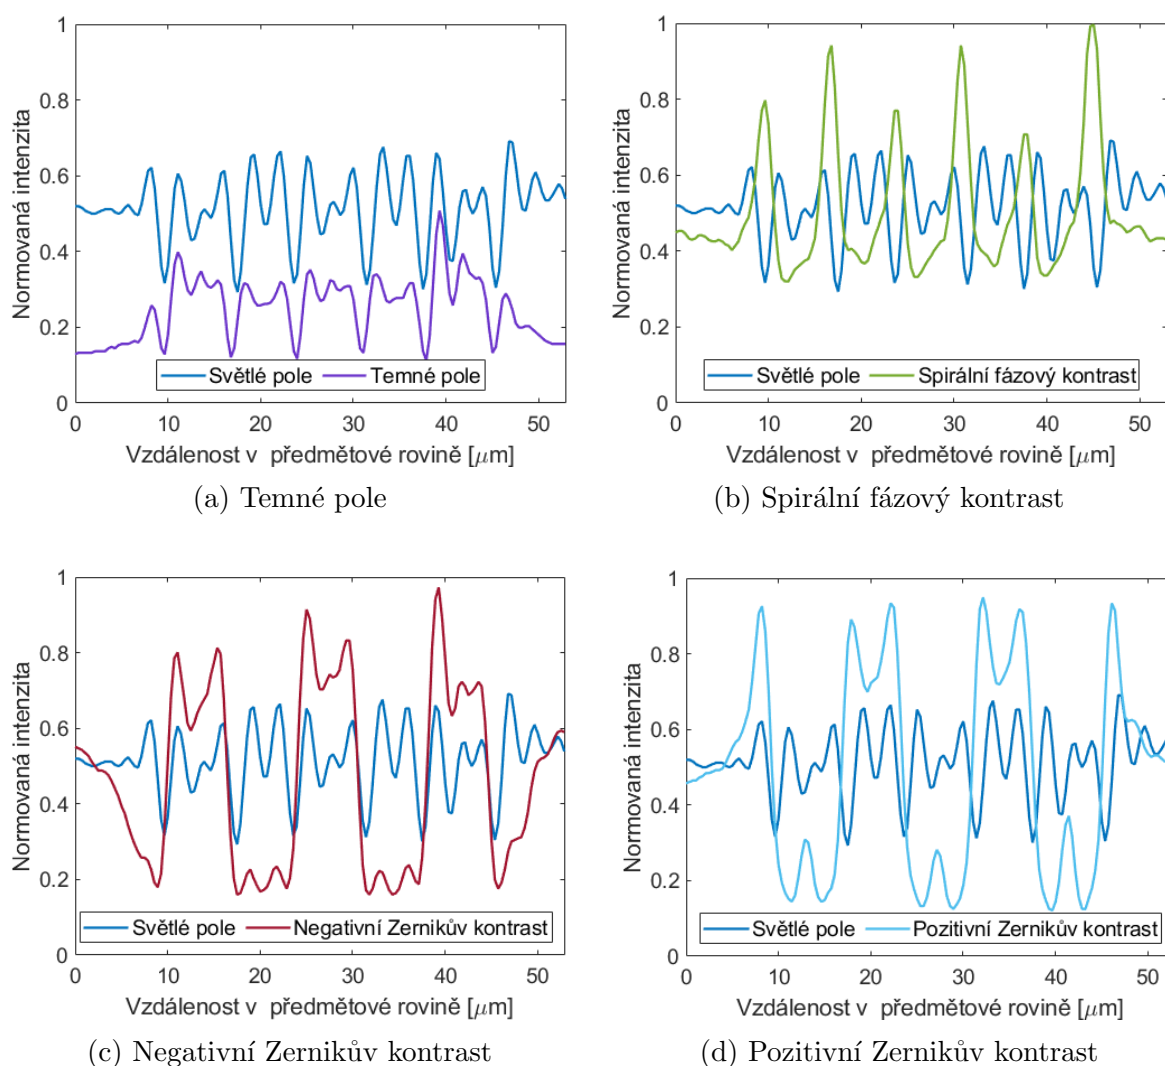 1
0.8
0.6
0.4
0.2
0
Normovaná intenzita
Světlé pole
Temné pole
0 10 20 30 40 50
Vzdálenost v předmětové rovině [μm]
(a) Temné pole
1
0.8
0.6
0.4
0.2
0
Normovaná intenzita
Světlé pole
Spirální fázový kontrast
0 10 20 30 40 50
Vzdálenost v předmětové rovině [μm]
(b) Spirální fázový kontrast
1
0.8
0.6
0.4
0.2
0
Normovaná intenzita
Světlé pole
Negativní Zernikův kontrast
0 10 20 30 40 50
Vzdálenost v předmětové rovině [μm]
(c) Negativní Zernikův kontrast
1
0.8
0.6
0.4
0.2
0
Normovaná intenzita
Světlé pole
Pozitivní Zernikův kontrast
0 10 20 30 40 50
Vzdálenost v předmětové rovině [μm]
(d) Pozitivní Zernikův kontrast